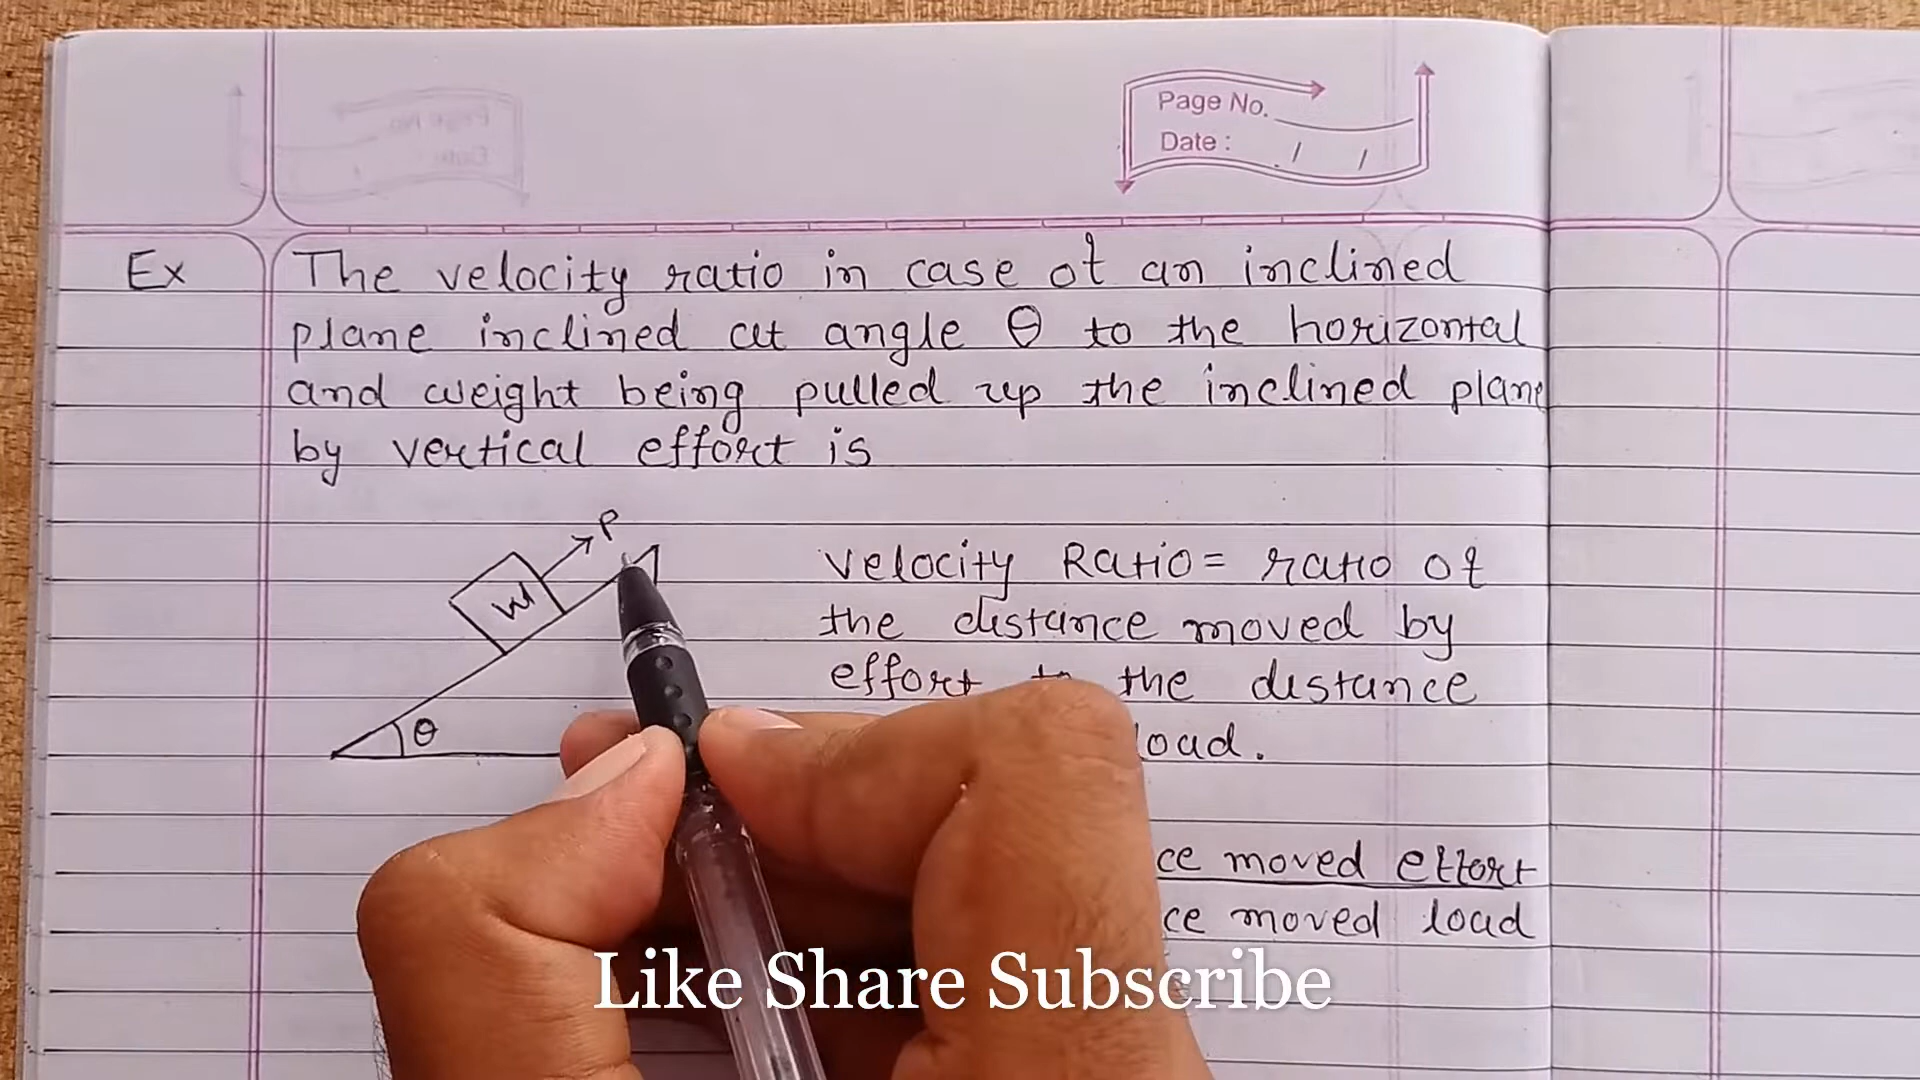 Page No.
Date : / /
Ex The velocity ratio in case of an inclined
plane inclined at angle θ to the horizontal
and weight being pulled up the inclined plane
by vertical effort is
P
W
θ
Velocity Ratio = ratio of
the distance moved by
effort to the distance
load.
moved effort
moved load
Like Share Subscribe